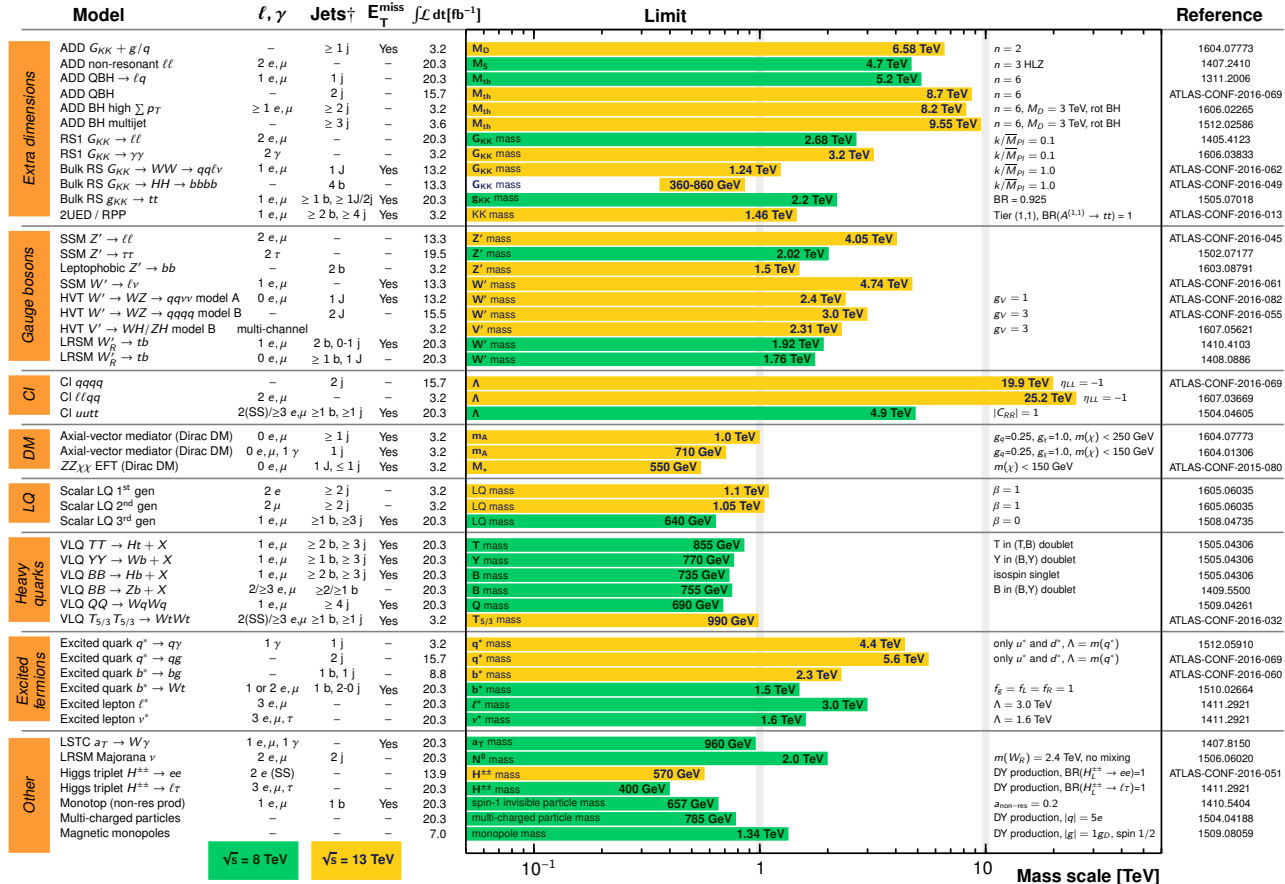 Model ℓ, γ Jets† E_T^miss ∫ℒ dt[fb⁻¹] Limit Reference
Extra dimensions
ADD G_KK + g/q – ≥ 1 j Yes 3.2 M_D 6.58 TeV n = 2 1604.07773
ADD non-resonant ℓℓ 2 e, μ – – 20.3 M_S 4.7 TeV n = 3 HLZ 1407.2410
ADD QBH → ℓq 1 e, μ 1 j – 20.3 M_th 5.2 TeV n = 6 1311.2006
ADD QBH – 2 j – 15.7 M_th 8.7 TeV n = 6 ATLAS-CONF-2016-069
ADD BH high ∑ p_T ≥ 1 e, μ ≥ 2 j – 3.2 M_th 8.2 TeV n = 6, M_D = 3 TeV, rot BH 1606.02265
ADD BH multijet – ≥ 3 j – 3.6 M_th 9.55 TeV n = 6, M_D = 3 TeV, rot BH 1512.02586
RS1 G_KK → ℓℓ 2 e, μ – – 20.3 G_KK mass 2.68 TeV k/M̅_Pl = 0.1 1405.4123
RS1 G_KK → γγ 2 γ – – 3.2 G_KK mass 3.2 TeV k/M̅_Pl = 0.1 1606.03833
Bulk RS G_KK → WW → qqℓν 1 e, μ 1 J Yes 13.2 G_KK mass 1.24 TeV k/M̅_Pl = 1.0 ATLAS-CONF-2016-062
Bulk RS G_KK → HH → bbbb – 4 b – 13.3 G_KK mass 360-860 GeV k/M̅_Pl = 1.0 ATLAS-CONF-2016-049
Bulk RS g_KK → tt 1 e, μ ≥ 1 b, ≥ 1J/2j Yes 20.3 g_KK mass 2.2 TeV BR = 0.925 1505.07018
2UED / RPP 1 e, μ ≥ 2 b, ≥ 4 j Yes 3.2 KK mass 1.46 TeV Tier (1,1), BR(A^(1,1) → tt) = 1 ATLAS-CONF-2016-013
Gauge bosons
SSM Z′ → ℓℓ 2 e, μ – – 13.3 Z′ mass 4.05 TeV ATLAS-CONF-2016-045
SSM Z′ → ττ 2 τ – – 19.5 Z′ mass 2.02 TeV 1502.07177
Leptophobic Z′ → bb – 2 b – 3.2 Z′ mass 1.5 TeV 1603.08791
SSM W′ → ℓν 1 e, μ – Yes 13.3 W′ mass 4.74 TeV ATLAS-CONF-2016-061
HVT W′ → WZ → qqνν model A 0 e, μ 1 J Yes 13.2 W′ mass 2.4 TeV g_V = 1 ATLAS-CONF-2016-082
HVT W′ → WZ → qqqq model B – 2 J – 15.5 W′ mass 3.0 TeV g_V = 3 ATLAS-CONF-2016-055
HVT V′ → WH/ZH model B multi-channel 3.2 V′ mass 2.31 TeV g_V = 3 1607.05621
LRSM W′_R → tb 1 e, μ 2 b, 0-1 j Yes 20.3 W′ mass 1.92 TeV 1410.4103
LRSM W′_R → tb 0 e, μ ≥ 1 b, 1 J – 20.3 W′ mass 1.76 TeV 1408.0886
CI
CI qqqq – 2 j – 15.7 Λ 19.9 TeV η_LL = −1 ATLAS-CONF-2016-069
CI ℓℓqq 2 e, μ – – 3.2 Λ 25.2 TeV η_LL = −1 1607.03669
CI uutt 2(SS)/≥3 e,μ ≥1 b, ≥1 j Yes 20.3 Λ 4.9 TeV |C_RR| = 1 1504.04605
DM
Axial-vector mediator (Dirac DM) 0 e, μ ≥ 1 j Yes 3.2 m_A 1.0 TeV g_q=0.25, g_χ=1.0, m(χ) < 250 GeV 1604.07773
Axial-vector mediator (Dirac DM) 0 e, μ, 1 γ 1 j Yes 3.2 m_A 710 GeV g_q=0.25, g_χ=1.0, m(χ) < 150 GeV 1604.01306
ZZχχ EFT (Dirac DM) 0 e, μ 1 J, ≤ 1 j Yes 3.2 M_* 550 GeV m(χ) < 150 GeV ATLAS-CONF-2015-080
LQ
Scalar LQ 1st gen 2 e ≥ 2 j – 3.2 LQ mass 1.1 TeV β = 1 1605.06035
Scalar LQ 2nd gen 2 μ ≥ 2 j – 3.2 LQ mass 1.05 TeV β = 1 1605.06035
Scalar LQ 3rd gen 1 e, μ ≥1 b, ≥3 j Yes 20.3 LQ mass 640 GeV β = 0 1508.04735
Heavy quarks
VLQ TT → Ht + X 1 e, μ ≥ 2 b, ≥ 3 j Yes 20.3 T mass 855 GeV T in (T,B) doublet 1505.04306
VLQ YY → Wb + X 1 e, μ ≥ 1 b, ≥ 3 j Yes 20.3 Y mass 770 GeV Y in (B,Y) doublet 1505.04306
VLQ BB → Hb + X 1 e, μ ≥ 2 b, ≥ 3 j Yes 20.3 B mass 735 GeV isospin singlet 1505.04306
VLQ BB → Zb + X 2/≥3 e, μ ≥2/≥1 b – 20.3 B mass 755 GeV B in (B,Y) doublet 1409.5500
VLQ QQ → WqWq 1 e, μ ≥ 4 j Yes 20.3 Q mass 690 GeV 1509.04261
VLQ T_5/3 T_5/3 → WtWt 2(SS)/≥3 e,μ ≥1 b, ≥1 j Yes 3.2 T_5/3 mass 990 GeV ATLAS-CONF-2016-032
Excited fermions
Excited quark q* → qγ 1 γ 1 j – 3.2 q* mass 4.4 TeV only u* and d*, Λ = m(q*) 1512.05910
Excited quark q* → qg – 2 j – 15.7 q* mass 5.6 TeV only u* and d*, Λ = m(q*) ATLAS-CONF-2016-069
Excited quark b* → bg – 1 b, 1 j – 8.8 b* mass 2.3 TeV ATLAS-CONF-2016-060
Excited quark b* → Wt 1 or 2 e, μ 1 b, 2-0 j Yes 20.3 b* mass 1.5 TeV f_g = f_L = f_R = 1 1510.02664
Excited lepton ℓ* 3 e, μ – – 20.3 ℓ* mass 3.0 TeV Λ = 3.0 TeV 1411.2921
Excited lepton ν* 3 e, μ, τ – – 20.3 ν* mass 1.6 TeV Λ = 1.6 TeV 1411.2921
Other
LSTC a_T → Wγ 1 e, μ, 1 γ – Yes 20.3 a_T mass 960 GeV 1407.8150
LRSM Majorana ν 2 e, μ 2 j – 20.3 N⁰ mass 2.0 TeV m(W_R) = 2.4 TeV, no mixing 1506.06020
Higgs triplet H^±± → ee 2 e (SS) – – 13.9 H^±± mass 570 GeV DY production, BR(H_L^±± → ee)=1 ATLAS-CONF-2016-051
Higgs triplet H^±± → ℓτ 3 e, μ, τ – – 20.3 H^±± mass 400 GeV DY production, BR(H_L^±± → ℓτ)=1 1411.2921
Monotop (non-res prod) 1 e, μ 1 b Yes 20.3 spin-1 invisible particle mass 657 GeV a_non-res = 0.2 1410.5404
Multi-charged particles – – – 20.3 multi-charged particle mass 785 GeV DY production, |q| = 5e 1504.04188
Magnetic monopoles – – – 7.0 monopole mass 1.34 TeV DY production, |g| = 1g_D, spin 1/2 1509.08059
√s = 8 TeV √s = 13 TeV
10⁻¹ 1 10 Mass scale [TeV]